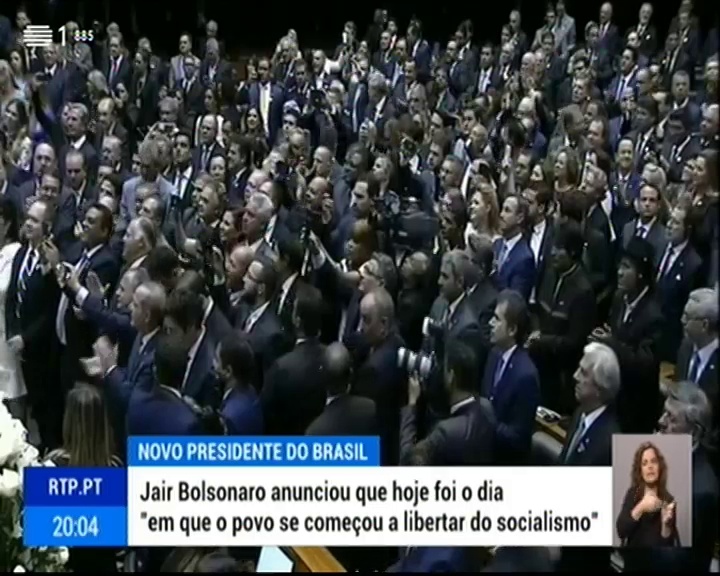 1 885
NOVO PRESIDENTE DO BRASIL
RTP.PT
Jair Bolsonaro anunciou que hoje foi o dia
20:04
"em que o povo se começou a libertar do socialismo"